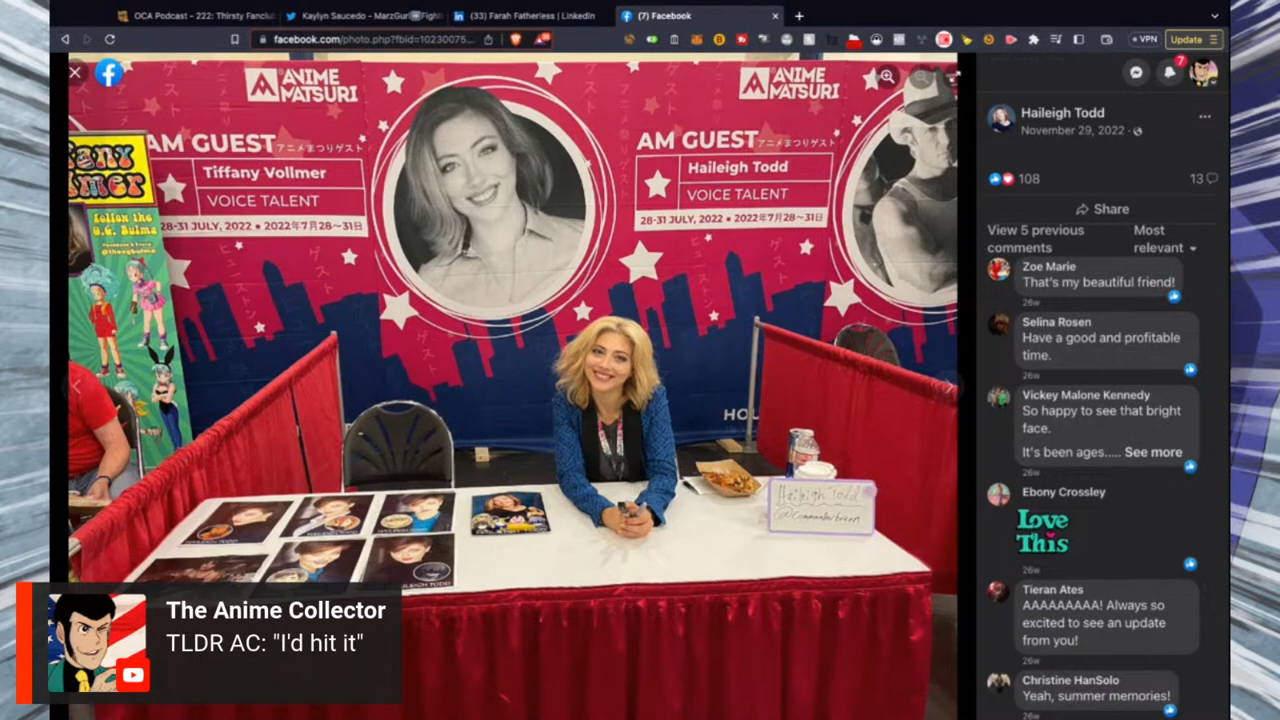 OCA Podcast - 222: Thirsty Fanclu
Kaylyn Saucedo - MarzGurl
(33) Farah Fatherless | LinkedIn
(7) Facebook
facebook.com/photo.php?fbid=10230075...
VPN
Update
ANIME
MATSURI
ANIME
MATSURI
AM GUEST
アニメまつりゲスト
Tiffany Vollmer
VOICE TALENT
28-31 JULY, 2022 • 2022年7月28~31日
AM GUEST
アニメまつりゲスト
Haileigh Todd
VOICE TALENT
28-31 JULY, 2022 • 2022年7月28~31日
Follow the
O.G. Bulma
HOU
Haileigh Todd
7
Haileigh Todd
November 29, 2022
108
13
Share
View 5 previous
comments
Most
relevant
Zoe Marie
That's my beautiful friend!
26w
Selina Rosen
Have a good and profitable
time.
26w
Vickey Malone Kennedy
So happy to see that bright
face.
It's been ages..... See more
26w
Ebony Crossley
Love
This
26w
Tieran Ates
AAAAAAAAA! Always so
excited to see an update
from you!
26w
Christine HanSolo
Yeah, summer memories!
26w
The Anime Collector
TLDR AC: "I'd hit it"